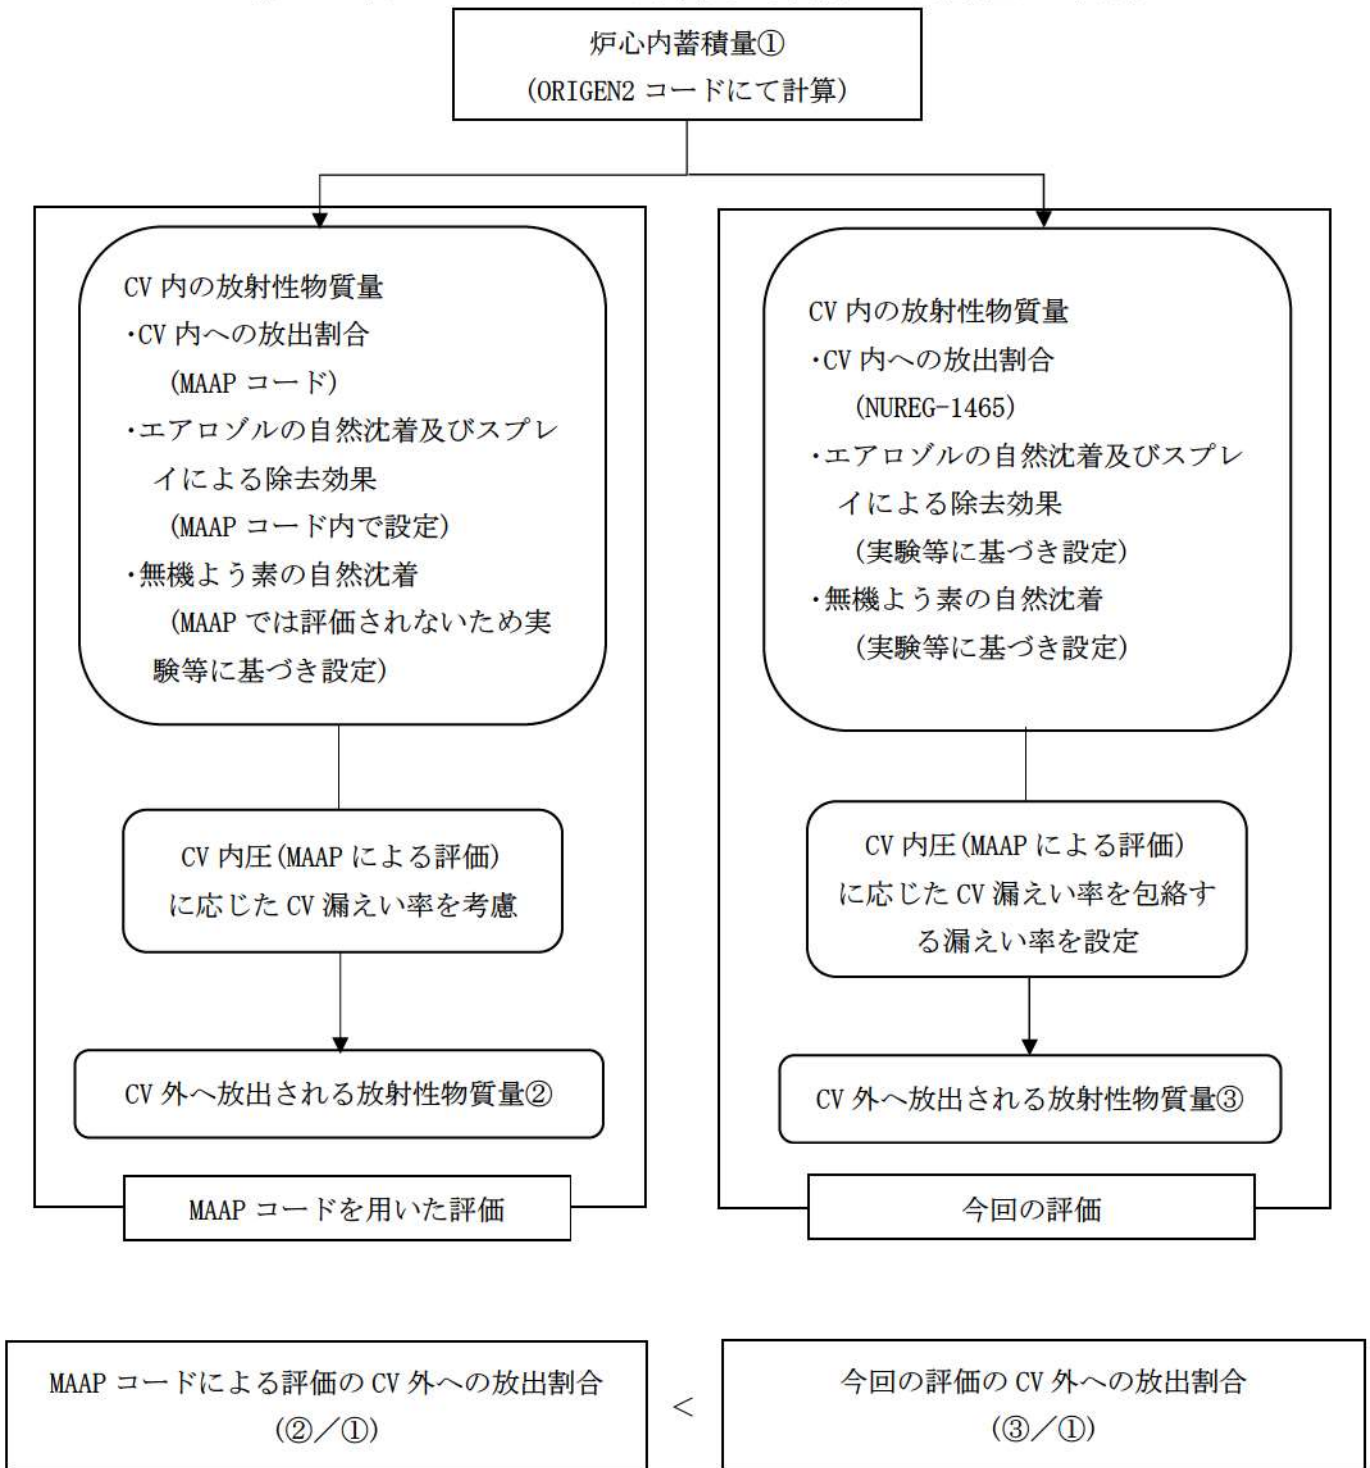 炉心内蓄積量①
(ORIGEN2 コードにて計算)
CV 内の放射性物質量
・CV 内への放出割合
(MAAP コード)
・エアロゾルの自然沈着及びスプレ
イによる除去効果
(MAAP コード内で設定)
・無機よう素の自然沈着
(MAAP では評価されないため実
験等に基づき設定)
CV 内圧(MAAP による評価)
に応じた CV 漏えい率を考慮
CV 外へ放出される放射性物質量②
MAAP コードを用いた評価
CV 内の放射性物質量
・CV 内への放出割合
(NUREG-1465)
・エアロゾルの自然沈着及びスプレ
イによる除去効果
(実験等に基づき設定)
・無機よう素の自然沈着
(実験等に基づき設定)
CV 内圧(MAAP による評価)
に応じた CV 漏えい率を包絡す
る漏えい率を設定
CV 外へ放出される放射性物質量③
今回の評価
MAAP コードによる評価の CV 外への放出割合
(②／①)
＜
今回の評価の CV 外への放出割合
(③／①)